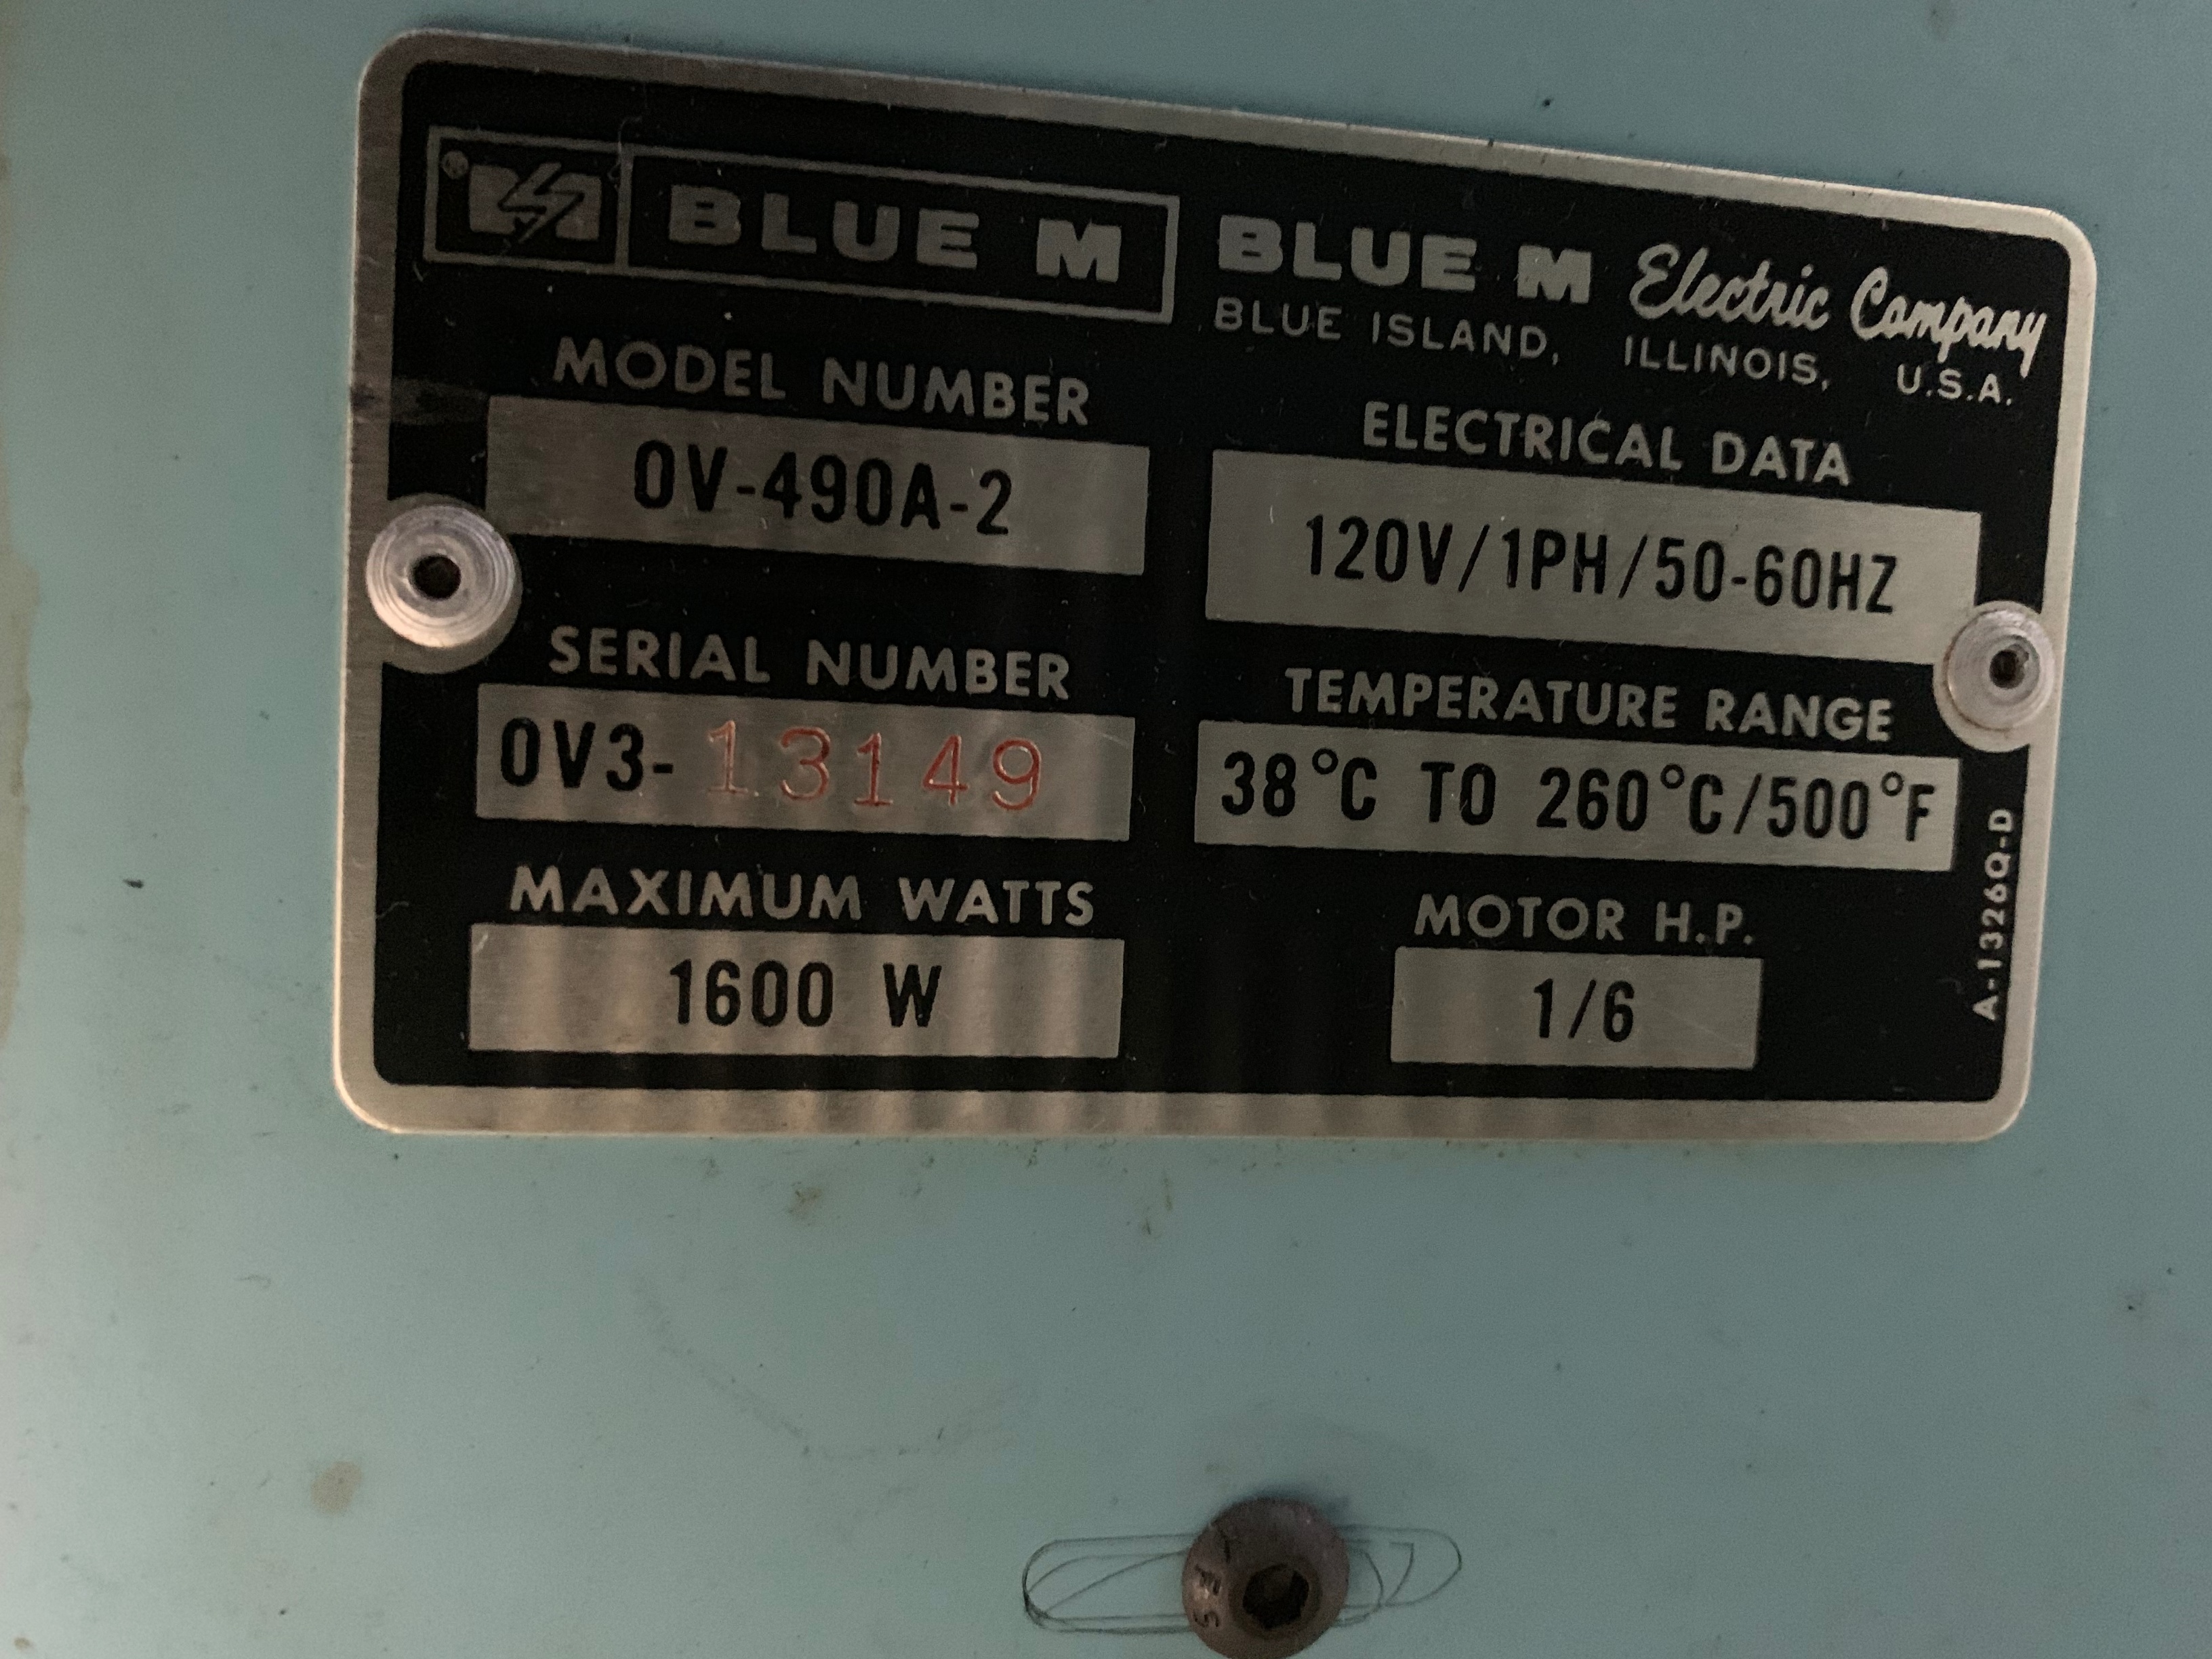 ® M BLUE M
BLUE M Electric Company
BLUE ISLAND, ILLINOIS, U.S.A.
MODEL NUMBER
OV-490A-2
ELECTRICAL DATA
120V/1PH/50-60HZ
SERIAL NUMBER
OV3-13149
TEMPERATURE RANGE
38°C TO 260°C/500°F
MAXIMUM WATTS
1600 W
MOTOR H.P.
1/6
A-1326Q-D